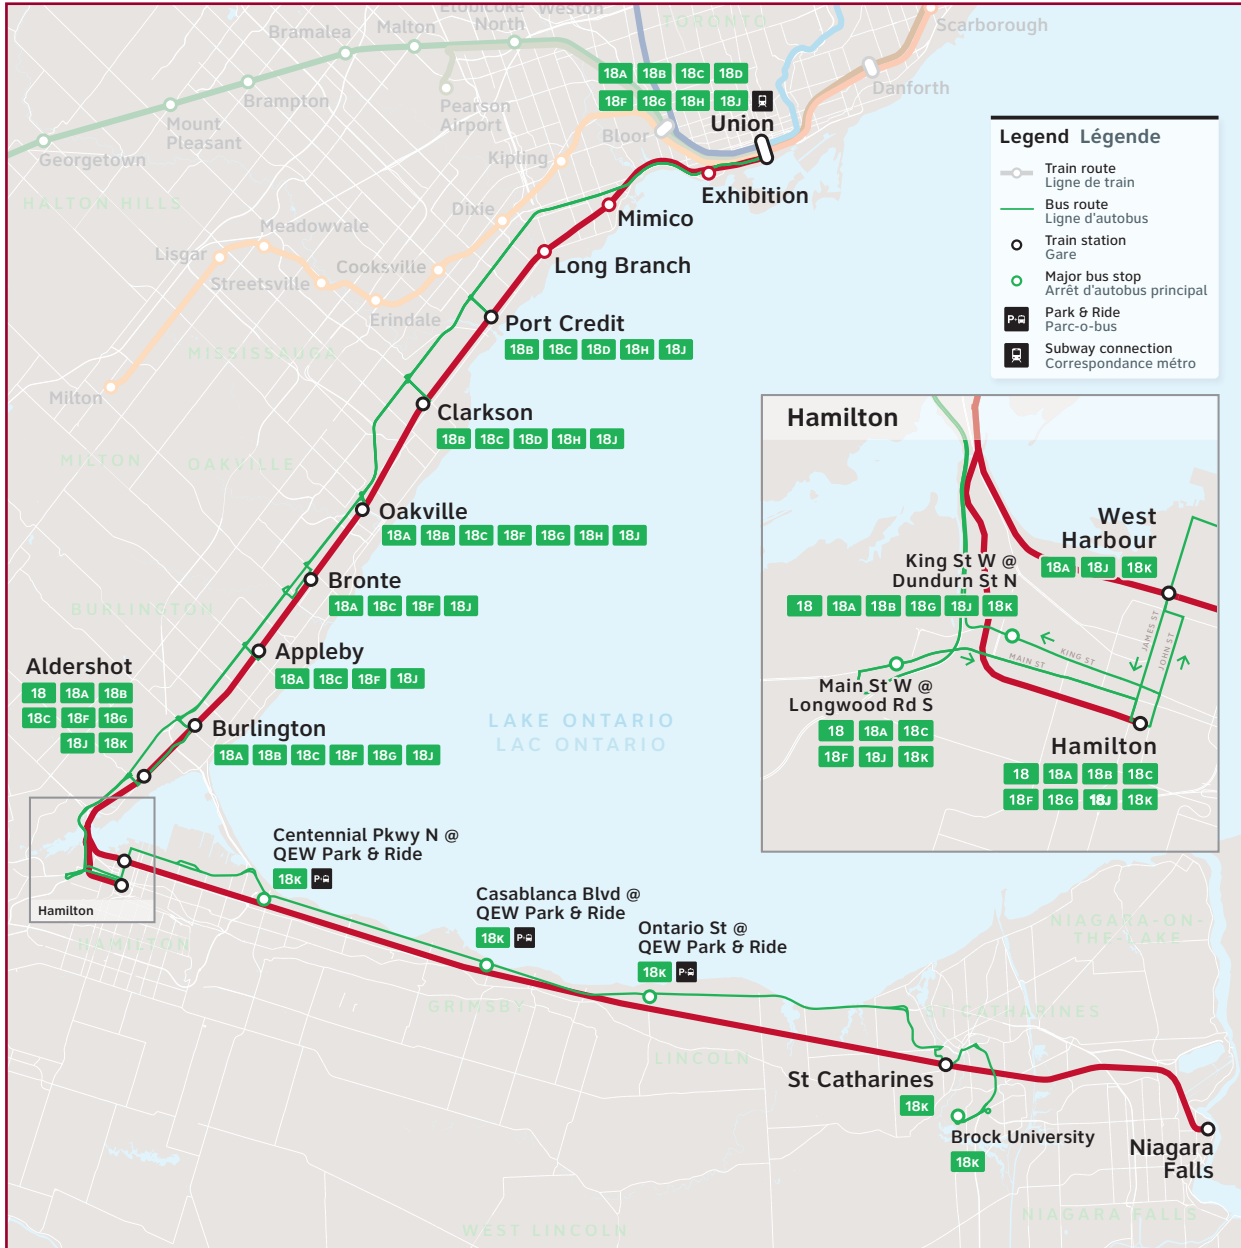 Etobicoke
North
Weston
TORONTO
Scarborough
Bramalea
Malton
Danforth
Brampton
Mount
Pleasant
Georgetown
Pearson
Airport
Bloor
Kipling
18A 18B 18C 18D
18F 18G 18H 18J
Union
Exhibition
Mimico
Long Branch
HALTON HILLS
Meadowvale
Lisgar
Streetsville
Dixie
Cooksville
Erindale
MISSISSAUGA
Milton
MILTON
OAKVILLE
Legend Légende
Train route
Ligne de train
Bus route
Ligne d'autobus
Train station
Gare
Major bus stop
Arrêt d'autobus principal
P
Park & Ride
Parc-o-bus
Subway connection
Correspondance métro
Port Credit
18B 18C 18D 18H 18J
Clarkson
18B 18C 18D 18H 18J
Oakville
18A 18B 18C 18F 18G 18H 18J
Bronte
18A 18C 18F 18J
BURLINGTON
Appleby
18A 18C 18F 18J
Aldershot
18 18A 18B
18C 18F 18G
18J 18K
Burlington
18A 18B 18C 18F 18G 18J
LAKE ONTARIO
LAC ONTARIO
Hamilton
West
Harbour
18A 18J 18K
King St W @
Dundurn St N
18 18A 18B 18G 18J 18K
JAMES ST
JOHN ST
KING ST
MAIN ST
Main St W @
Longwood Rd S
18 18A 18C
18F 18J 18K
Hamilton
18 18A 18B 18C
18F 18G 18J 18K
Hamilton
HAMILTON
Centennial Pkwy N @
QEW Park & Ride
18K P
Casablanca Blvd @
QEW Park & Ride
18K P
Ontario St @
QEW Park & Ride
18K P
GRIMSBY
LINCOLN
NIAGARA-ON-
THE-LAKE
ST CATHARINES
St Catharines
18K
Brock University
18K
Niagara
Falls
WEST LINCOLN
NIAGARA FALLS